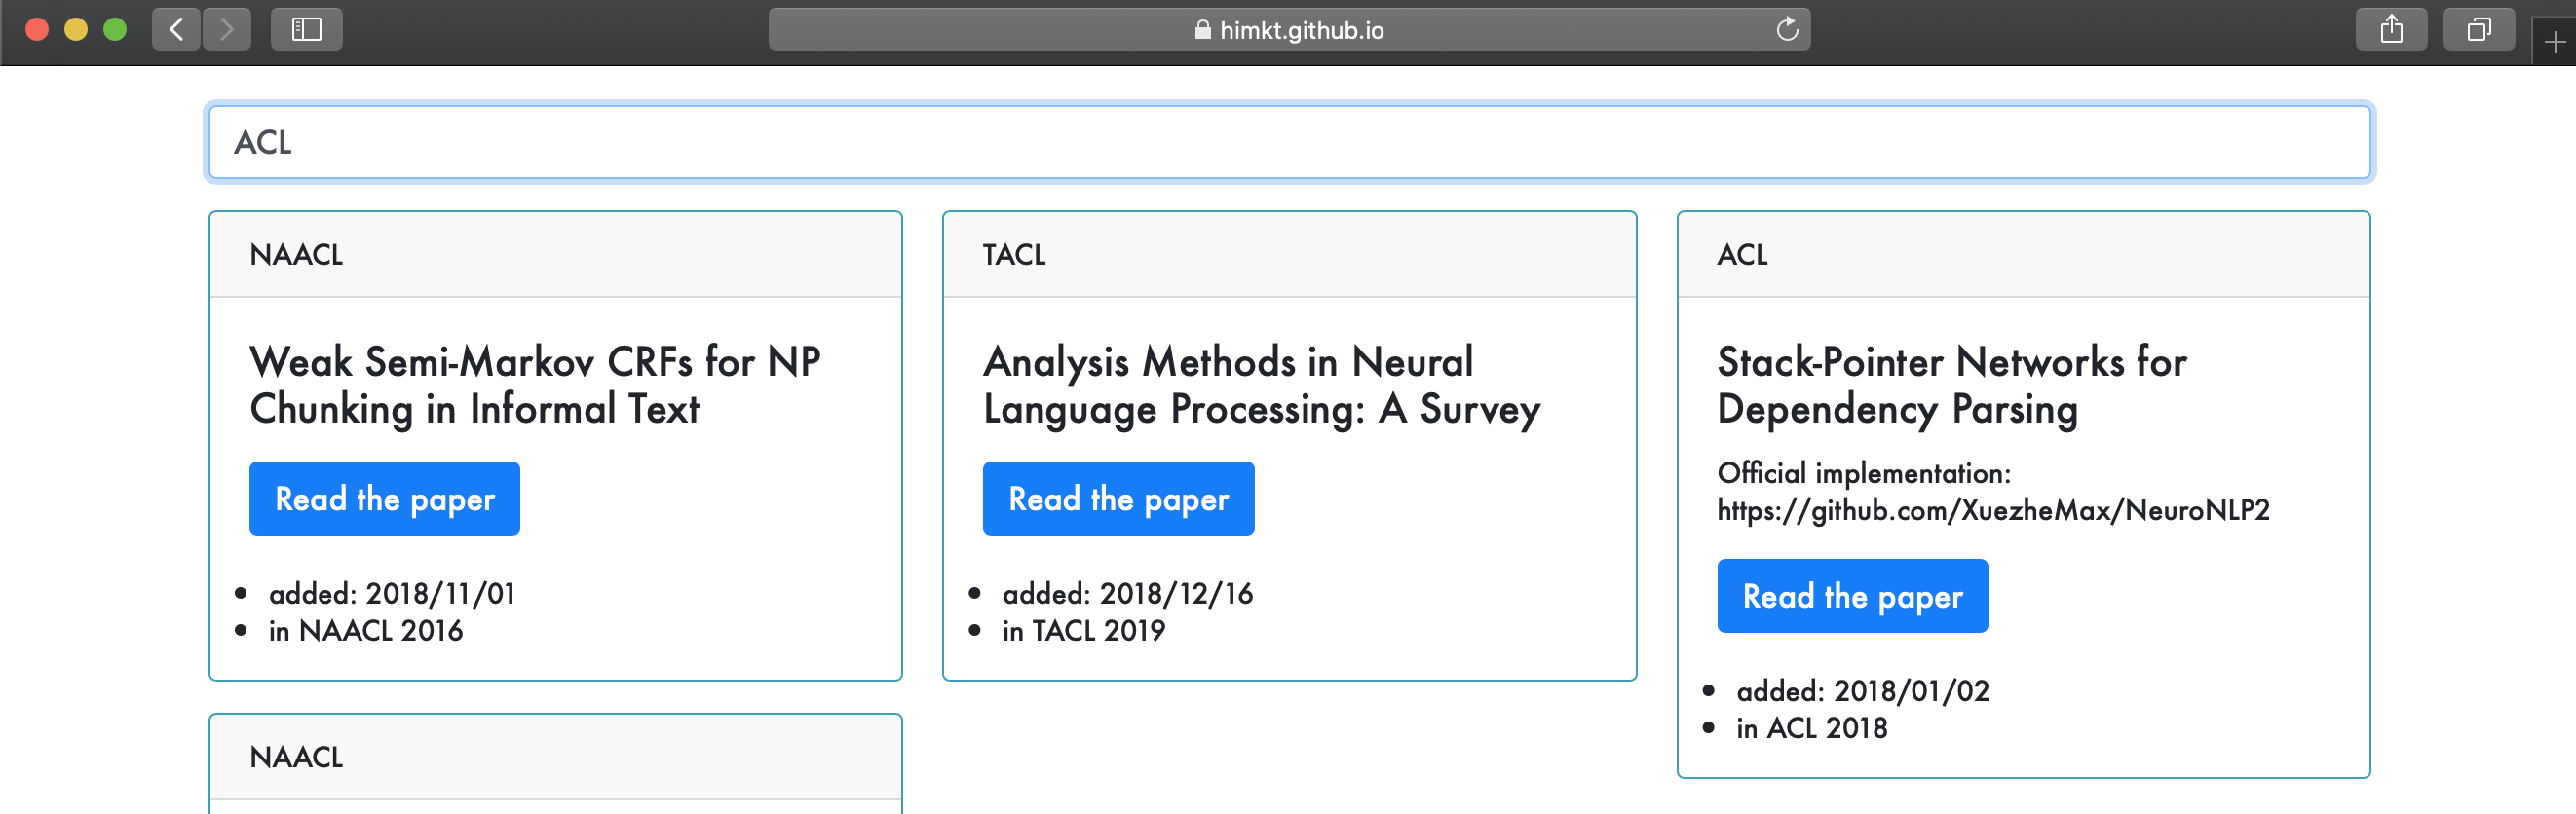 himkt.github.io
ACL
NAACL
Weak Semi-Markov CRFs for NP
Chunking in Informal Text
Read the paper
• added: 2018/11/01
• in NAACL 2016
TACL
Analysis Methods in Neural
Language Processing: A Survey
Read the paper
• added: 2018/12/16
• in TACL 2019
ACL
Stack-Pointer Networks for
Dependency Parsing
Official implementation:
https://github.com/XuezheMax/NeuroNLP2
Read the paper
• added: 2018/01/02
• in ACL 2018
NAACL